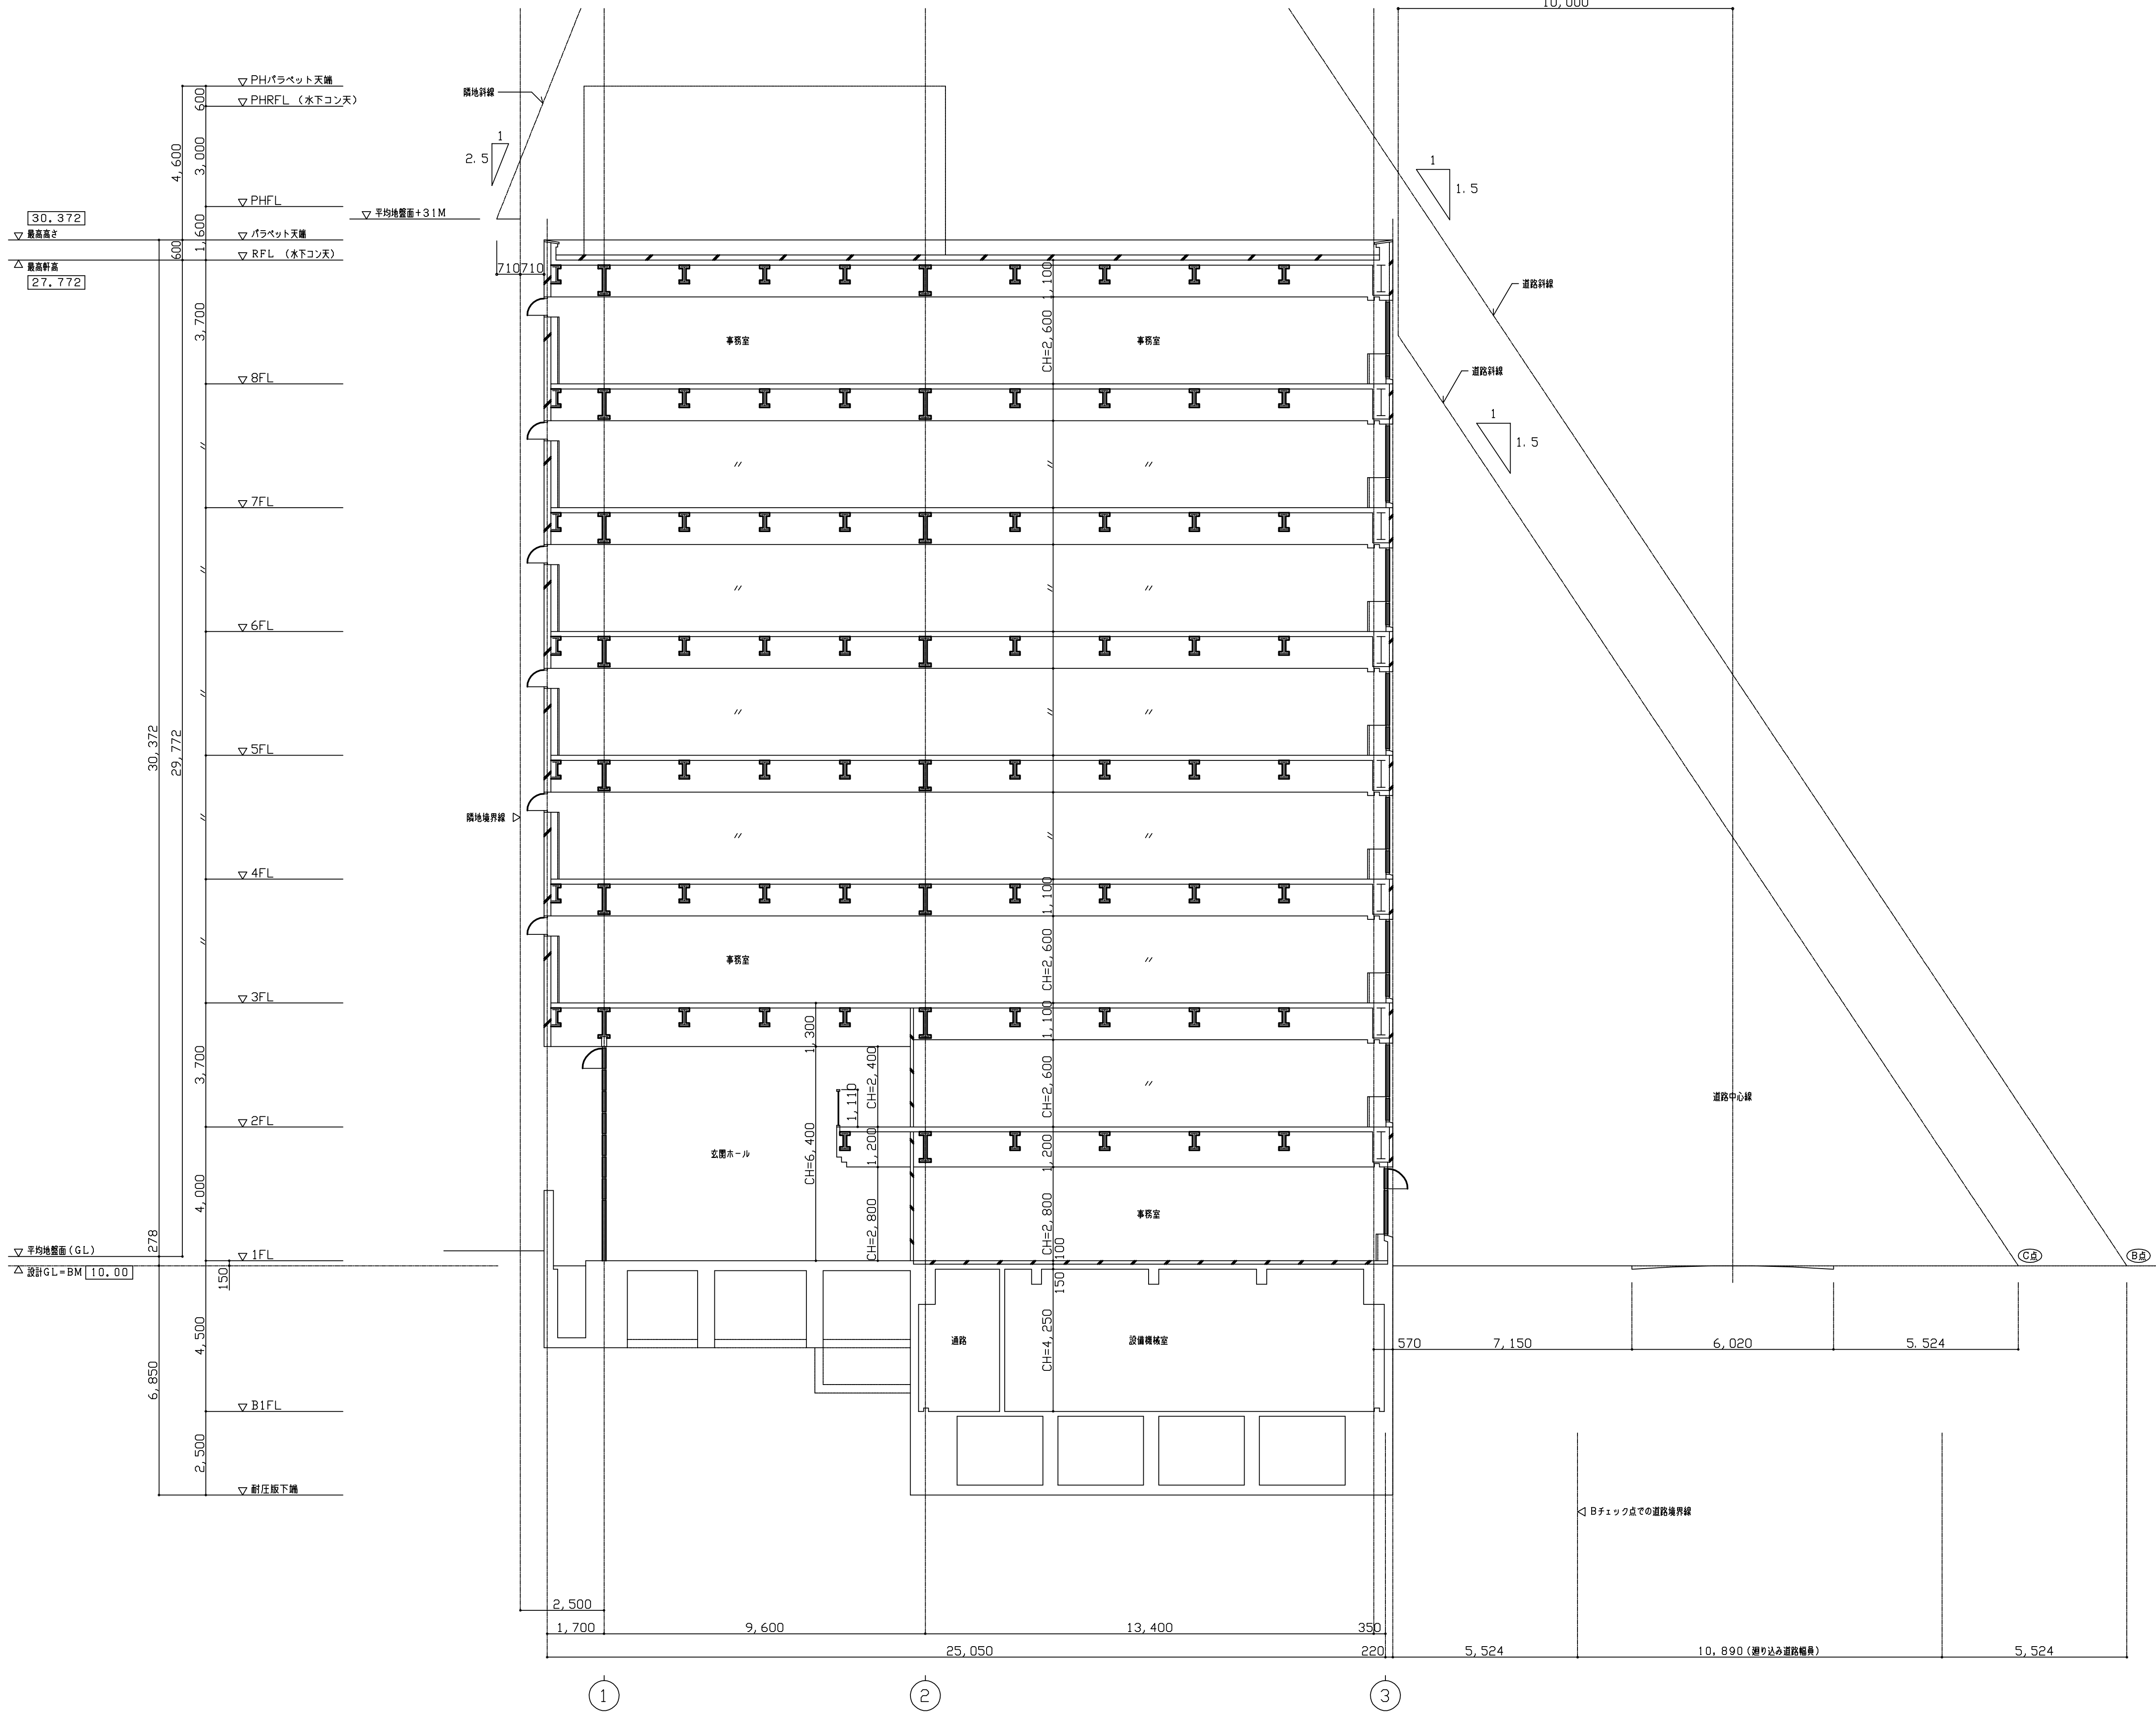 10,000
▽ PHパラペット天端
▽ PHRFL （水下コン天）
600
3,000
4,600
隣地斜線
1
2.5
1
1.5
▽ PHFL
▽ 平均地盤面+31M
30.372
▽ 最高高さ
▽ パラペット天端
1,600
600
▽ RFL （水下コン天）
△ 最高軒高
27.772
710 710
1,100
道路斜線
3,700
CH=2,600
事務室
事務室
道路斜線
▽ 8FL
1
1.5
〃
〃
〃
〃
▽ 7FL
〃
〃
〃
〃
▽ 6FL
〃
〃
〃
〃
30,372
29,772
▽ 5FL
隣地境界線
〃
〃
〃
〃
▽ 4FL
1,100
〃
事務室
CH=2,600
〃
▽ 3FL
1,300
1,100
3,700
CH=2,400
1,110
CH=2,600
〃
道路中心線
▽ 2FL
玄関ホール
CH=6,400
1,200
1,200
4,000
CH=2,800
CH=2,800
事務室
278
▽ 平均地盤面(GL)
▽ 1FL
100
C点
B点
△ 設計GL=BM 10.00
150
150
4,500
通路
CH=4,250
設備機械室
570
7,150
6,020
5.524
6,850
▽ B1FL
2,500
▽ 耐圧版下端
Bチェック点での道路境界線
2,500
1,700
9,600
13,400
350
25,050
220
5,524
10,890（廻り込み道路幅員）
5,524
1
2
3